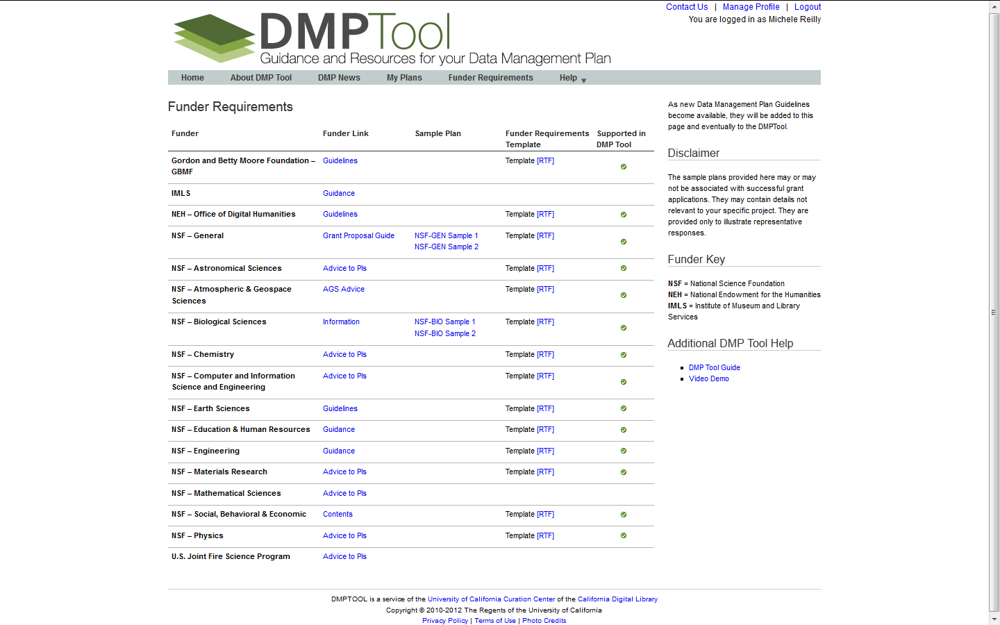 Contact Us | Manage Profile | Logout
You are logged in as Michele Reilly
DMPTool
Guidance and Resources for your Data Management Plan
Home About DMP Tool DMP News My Plans Funder Requirements Help
Funder Requirements
Funder Funder Link Sample Plan Funder Requirements Template Supported in DMP Tool
Gordon and Betty Moore Foundation – Guidelines Template [RTF]
GBMF
IMLS Guidance
NEH – Office of Digital Humanities Guidelines Template [RTF]
NSF – General Grant Proposal Guide NSF-GEN Sample 1 Template [RTF]
NSF-GEN Sample 2
NSF – Astronomical Sciences Advice to PIs Template [RTF]
NSF – Atmospheric & Geospace AGS Advice Template [RTF]
Sciences
NSF – Biological Sciences Information NSF-BIO Sample 1 Template [RTF]
NSF-BIO Sample 2
NSF – Chemistry Advice to PIs Template [RTF]
NSF – Computer and Information Advice to PIs Template [RTF]
Science and Engineering
NSF – Earth Sciences Guidelines Template [RTF]
NSF – Education & Human Resources Guidance Template [RTF]
NSF – Engineering Guidance Template [RTF]
NSF – Materials Research Advice to PIs Template [RTF]
NSF – Mathematical Sciences Advice to PIs
NSF – Social, Behavioral & Economic Contents Template [RTF]
NSF – Physics Advice to PIs Template [RTF]
U.S. Joint Fire Science Program Advice to PIs
As new Data Management Plan Guidelines
become available, they will be added to this
page and eventually to the DMPTool.
Disclaimer
The sample plans provided here may or may
not be associated with successful grant
applications. They may contain details not
relevant to your specific project. They are
provided only to illustrate representative
responses.
Funder Key
NSF = National Science Foundation
NEH = National Endowment for the Humanities
IMLS = Institute of Museum and Library
Services
Additional DMP Tool Help
DMP Tool Guide
Video Demo
DMPTOOL is a service of the University of California Curation Center of the California Digital Library
Copyright © 2010-2012 The Regents of the University of California
Privacy Policy | Terms of Use | Photo Credits